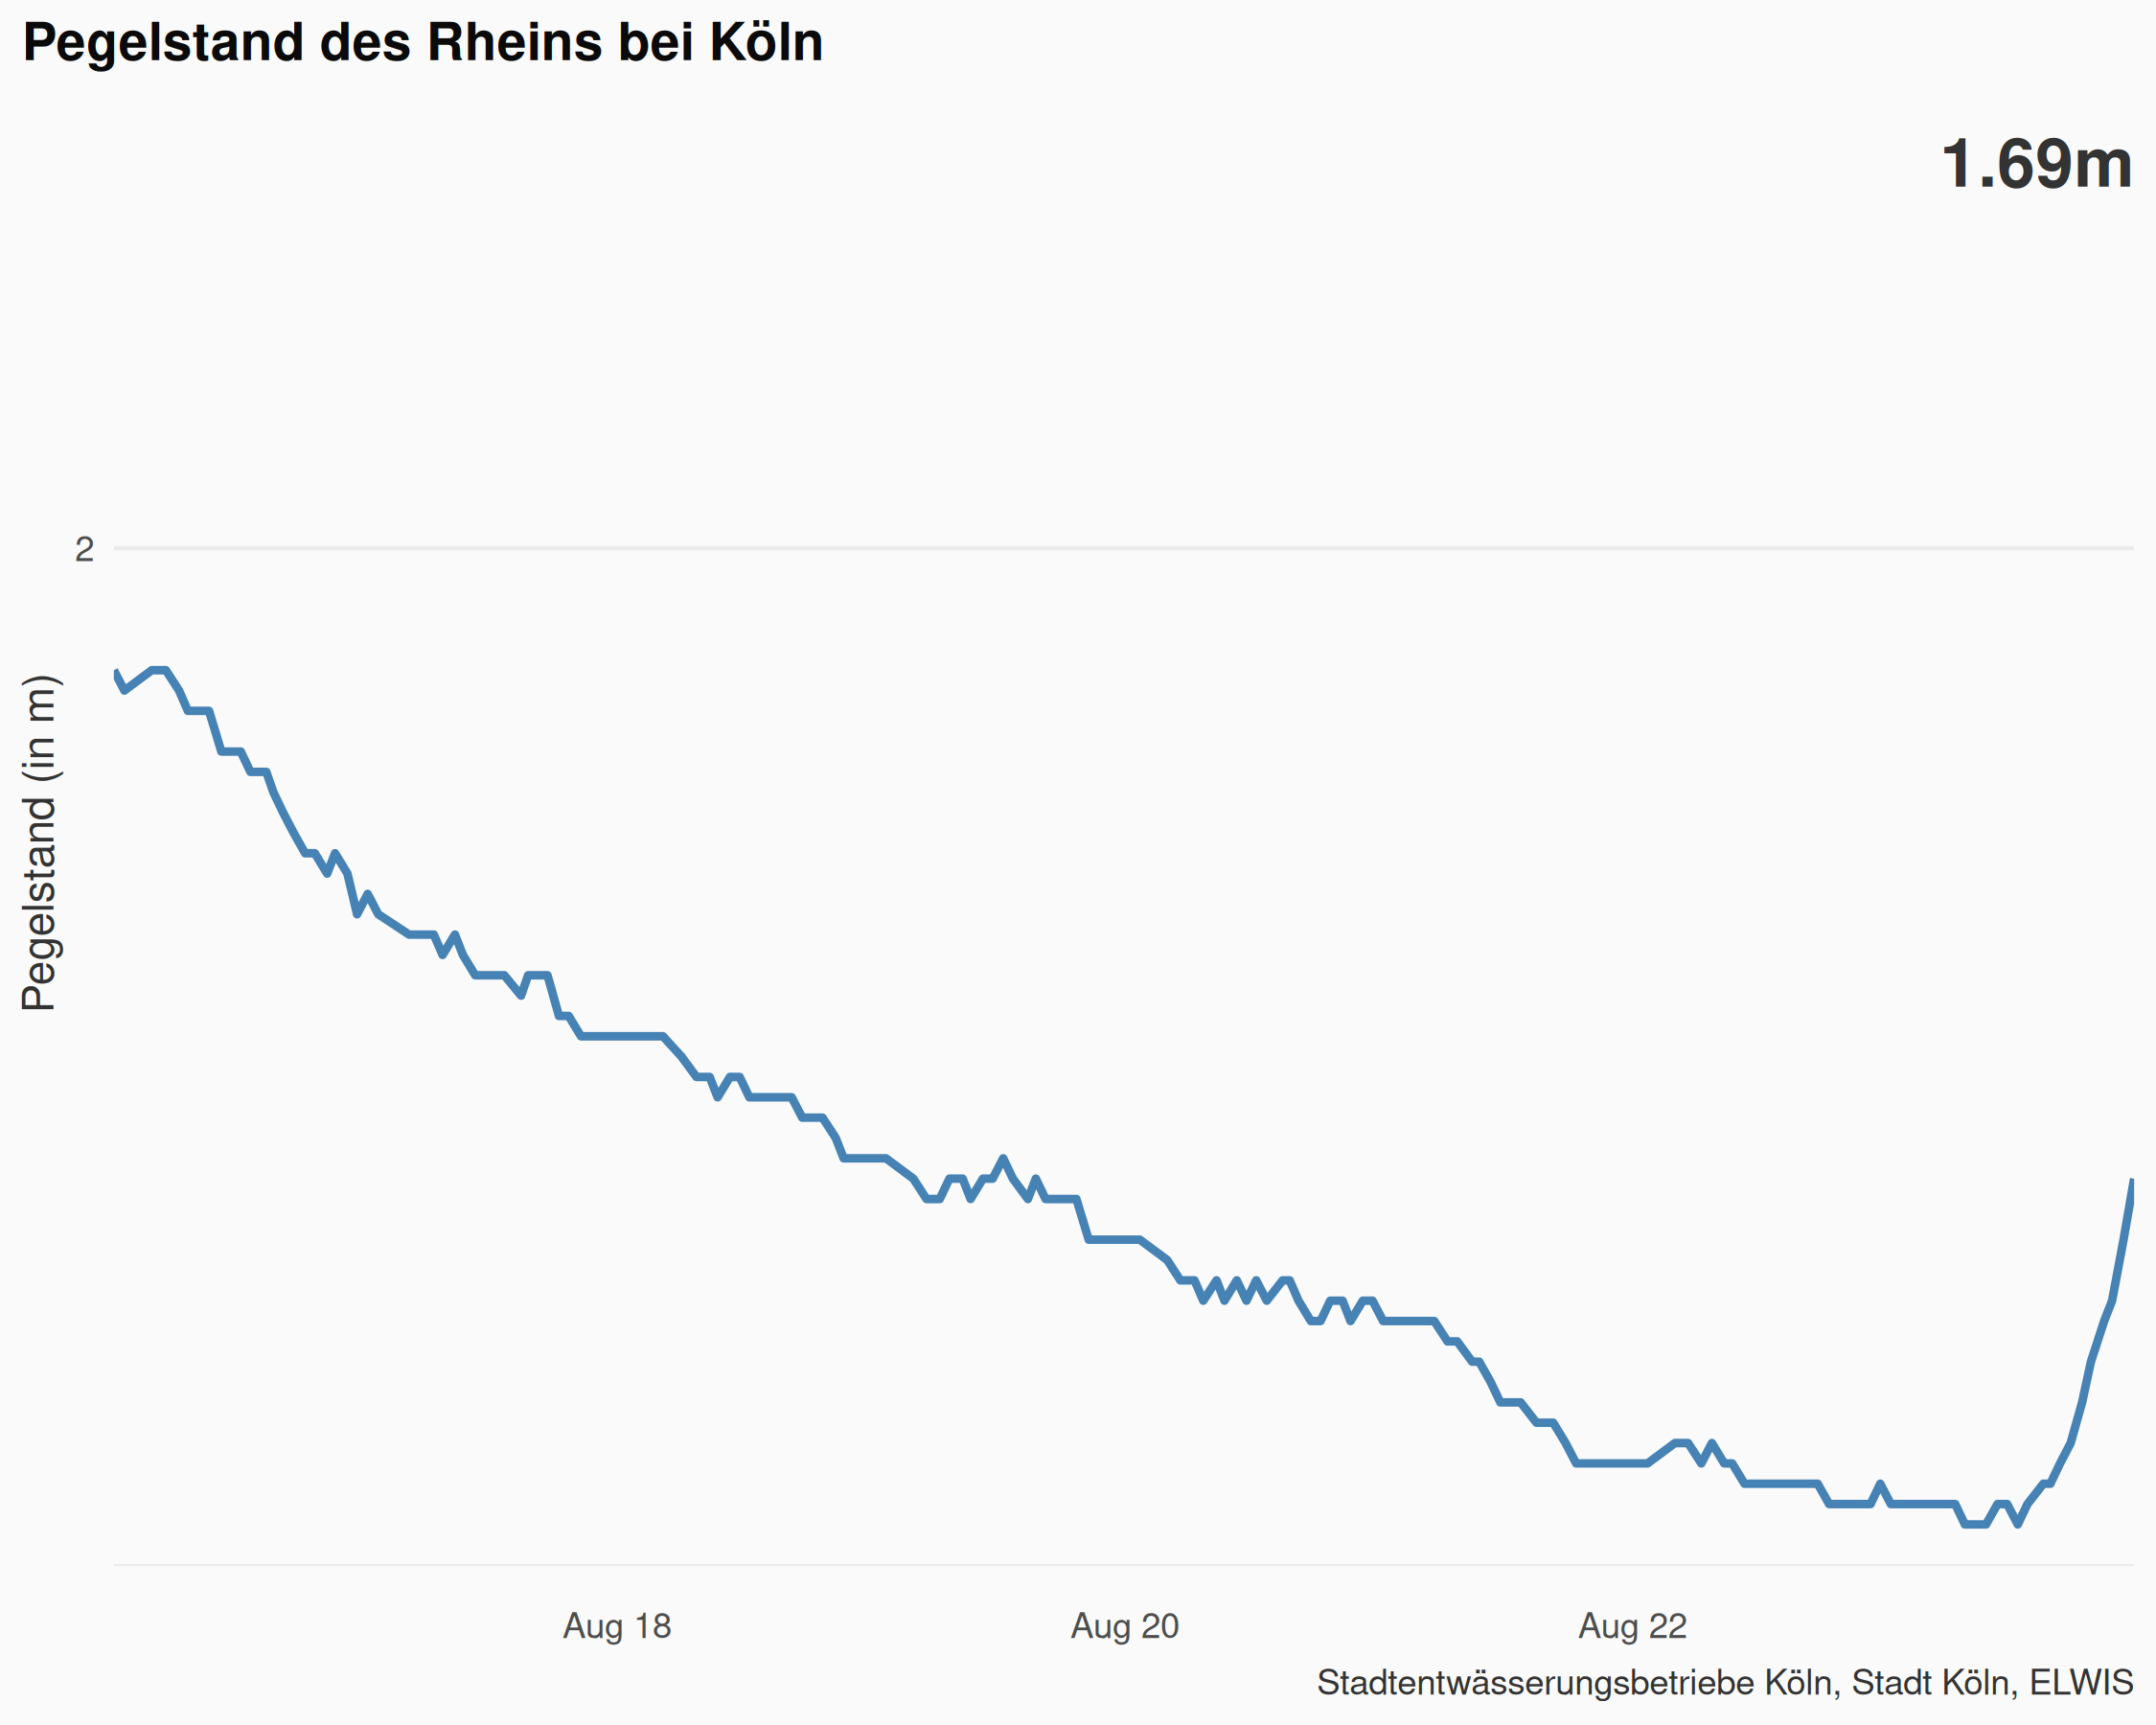 Pegelstand des Rheins bei Köln
1.69m
2
Pegelstand (in m)
Aug 18
Aug 20
Aug 22
Stadtentwässerungsbetriebe Köln, Stadt Köln, ELWIS